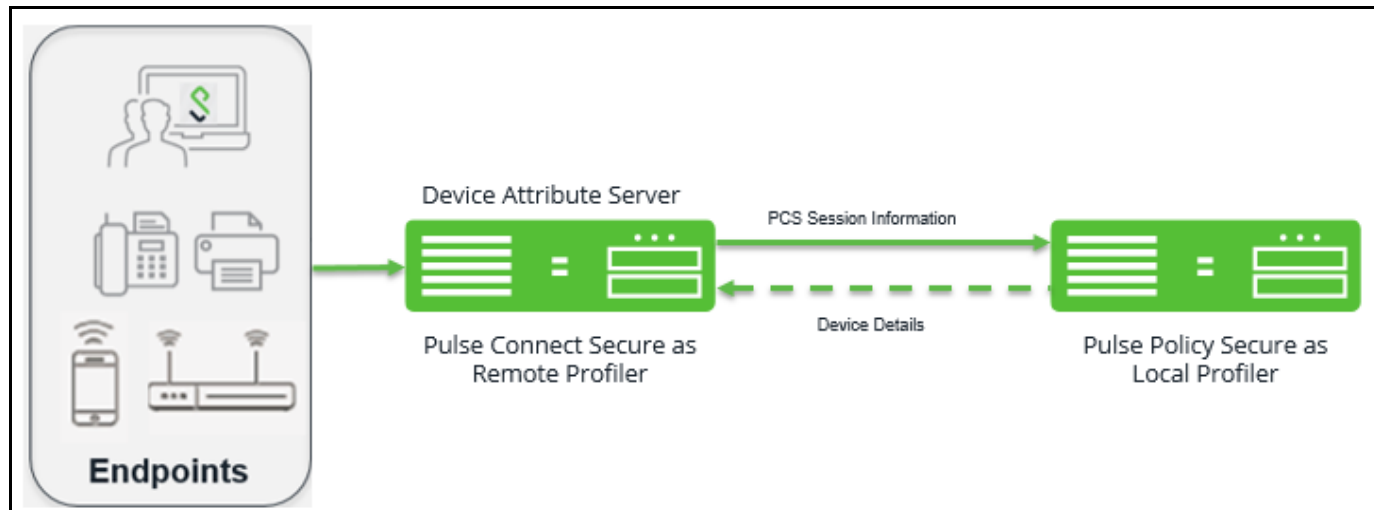 Endpoints
Device Attribute Server
Pulse Connect Secure as
Remote Profiler
PCS Session Information
Device Details
Pulse Policy Secure as
Local Profiler